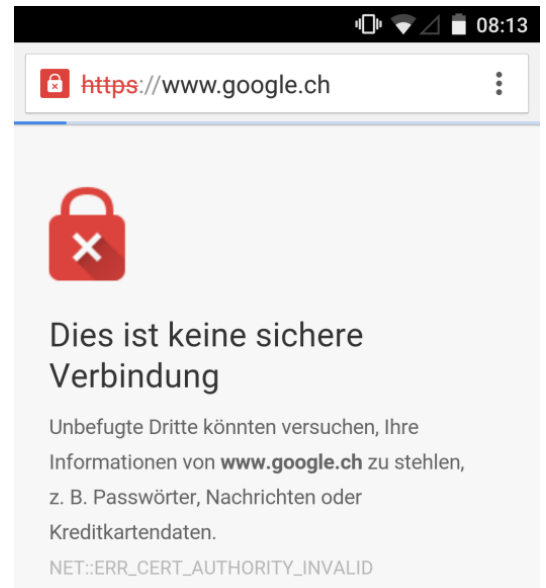 08:13
https://www.google.ch
Dies ist keine sichere
Verbindung
Unbefugte Dritte könnten versuchen, Ihre
Informationen von www.google.ch zu stehlen,
z. B. Passwörter, Nachrichten oder
Kreditkartendaten.
NET::ERR_CERT_AUTHORITY_INVALID